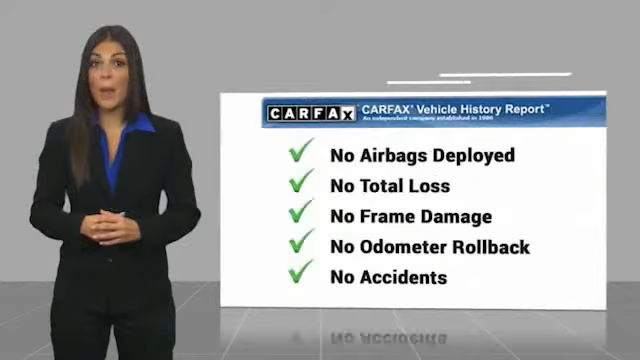 CARFAX CARFAX® Vehicle History Report™
An independent company established in 1986
No Airbags Deployed
No Total Loss
No Frame Damage
No Odometer Rollback
No Accidents